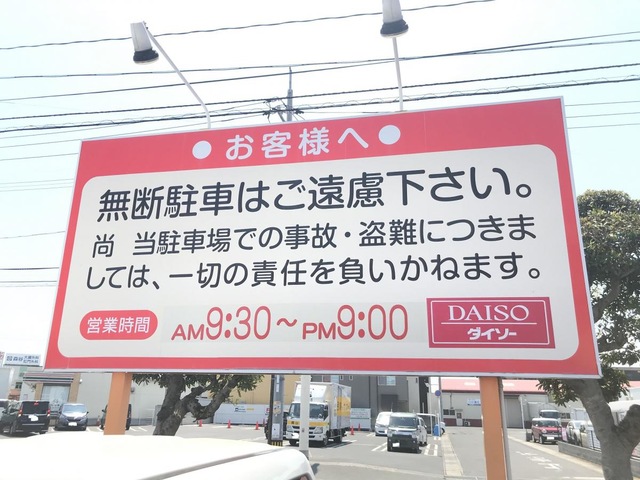 ●お客様へ●
無断駐車はご遠慮下さい。
尚 当駐車場での事故・盗難につきま
しては、一切の責任を負いかねます。
営業時間 AM9:30～PM9:00
DAISO
ダイソー